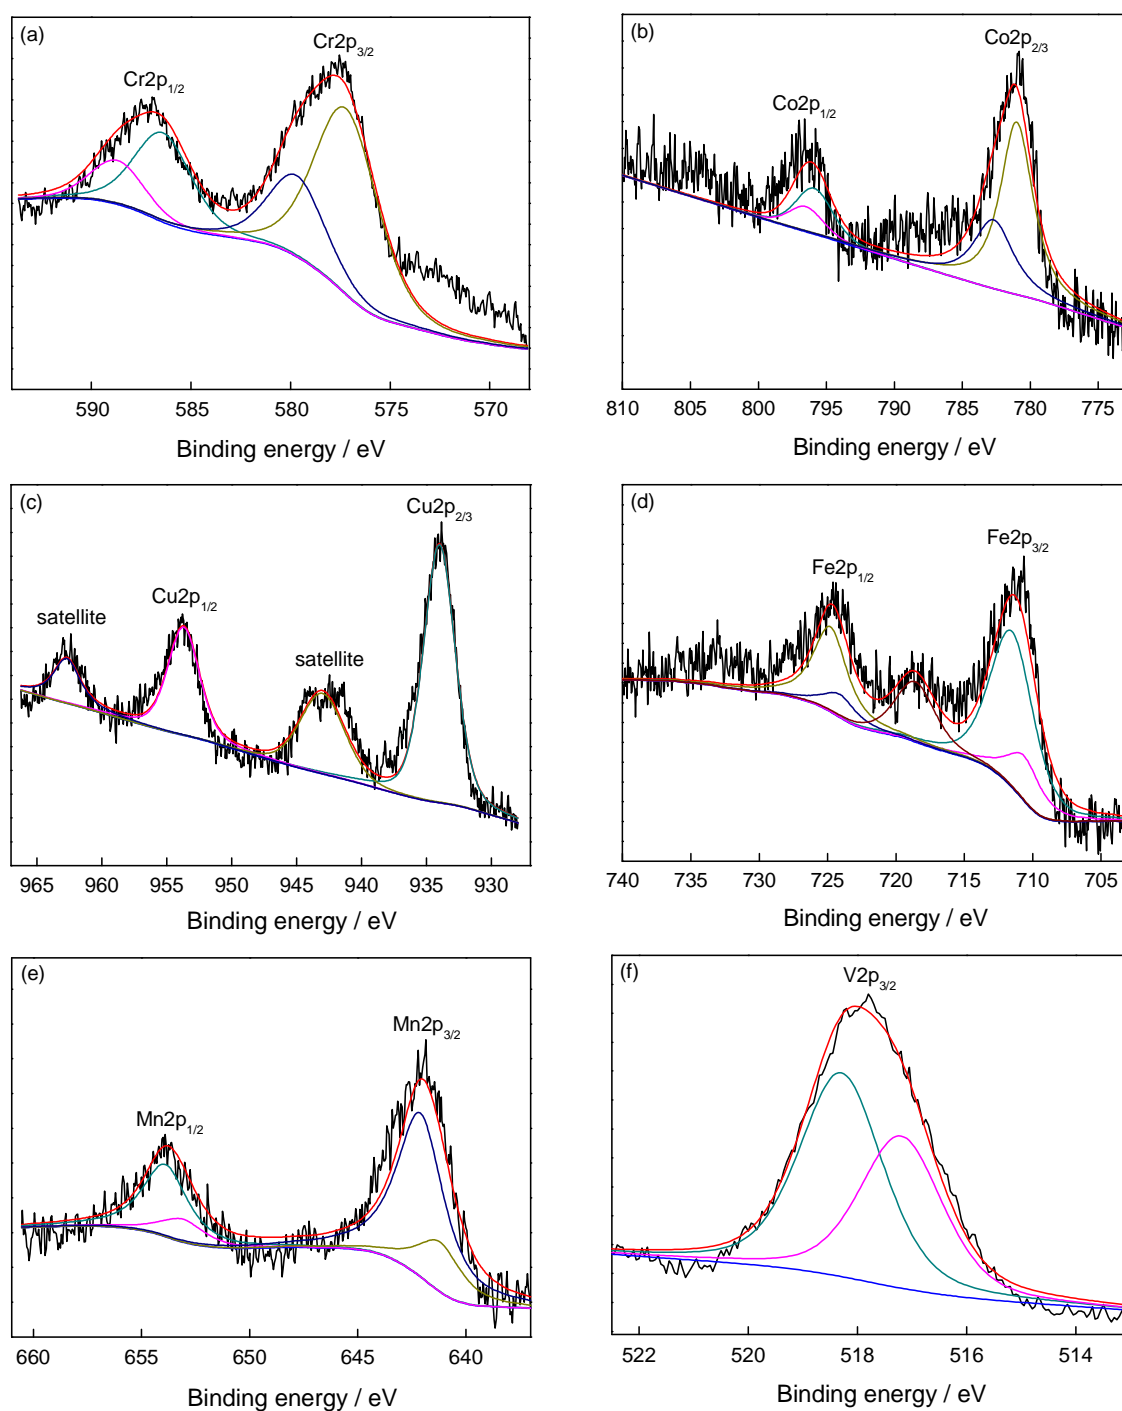 (a)
Cr2p1/2
Cr2p3/2
590 585 580 575 570
Binding energy / eV
(b)
Co2p1/2
Co2p2/3
810 805 800 795 790 785 780 775
Binding energy / eV
(c)
satellite
Cu2p1/2
satellite
Cu2p2/3
965 960 955 950 945 940 935 930
Binding energy / eV
(d)
Fe2p1/2
Fe2p3/2
740 735 730 725 720 715 710 705
Binding energy / eV
(e)
Mn2p1/2
Mn2p3/2
660 655 650 645 640
Binding energy / eV
(f)
V2p3/2
522 520 518 516 514
Binding energy / eV